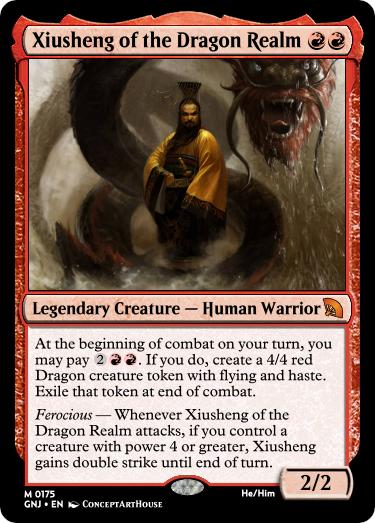 Xiusheng of the Dragon Realm RR
Legendary Creature — Human Warrior
At the beginning of combat on your turn, you
may pay 2RR. If you do, create a 4/4 red
Dragon creature token with flying and haste.
Exile that token at end of combat.
Ferocious — Whenever Xiusheng of the
Dragon Realm attacks, if you control a
creature with power 4 or greater, Xiusheng
gains double strike until end of turn.
2/2
M 0175
GNJ • EN ConceptArtHouse
He/Him